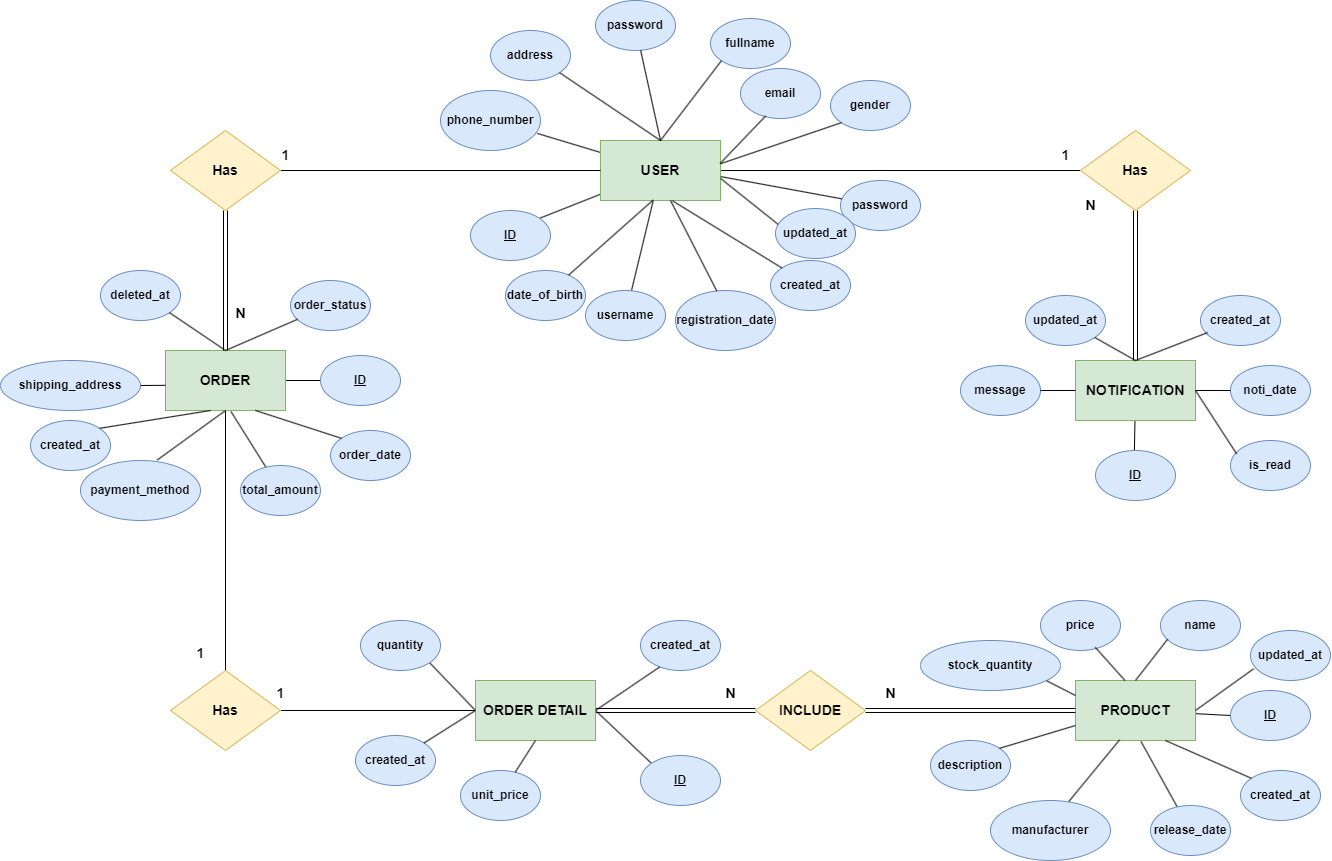 password
fullname
address
email
gender
phone_number
1
1
Has
USER
Has
password
N
ID
updated_at
date_of_birth
created_at
username
registration_date
deleted_at
order_status
N
updated_at
created_at
shipping_address
ORDER
ID
message
NOTIFICATION
noti_date
created_at
order_date
payment_method
total_amount
ID
is_read
price
name
quantity
created_at
1
stock_quantity
updated_at
1
N
N
Has
ORDER DETAIL
INCLUDE
PRODUCT
ID
created_at
description
ID
unit_price
created_at
manufacturer
release_date